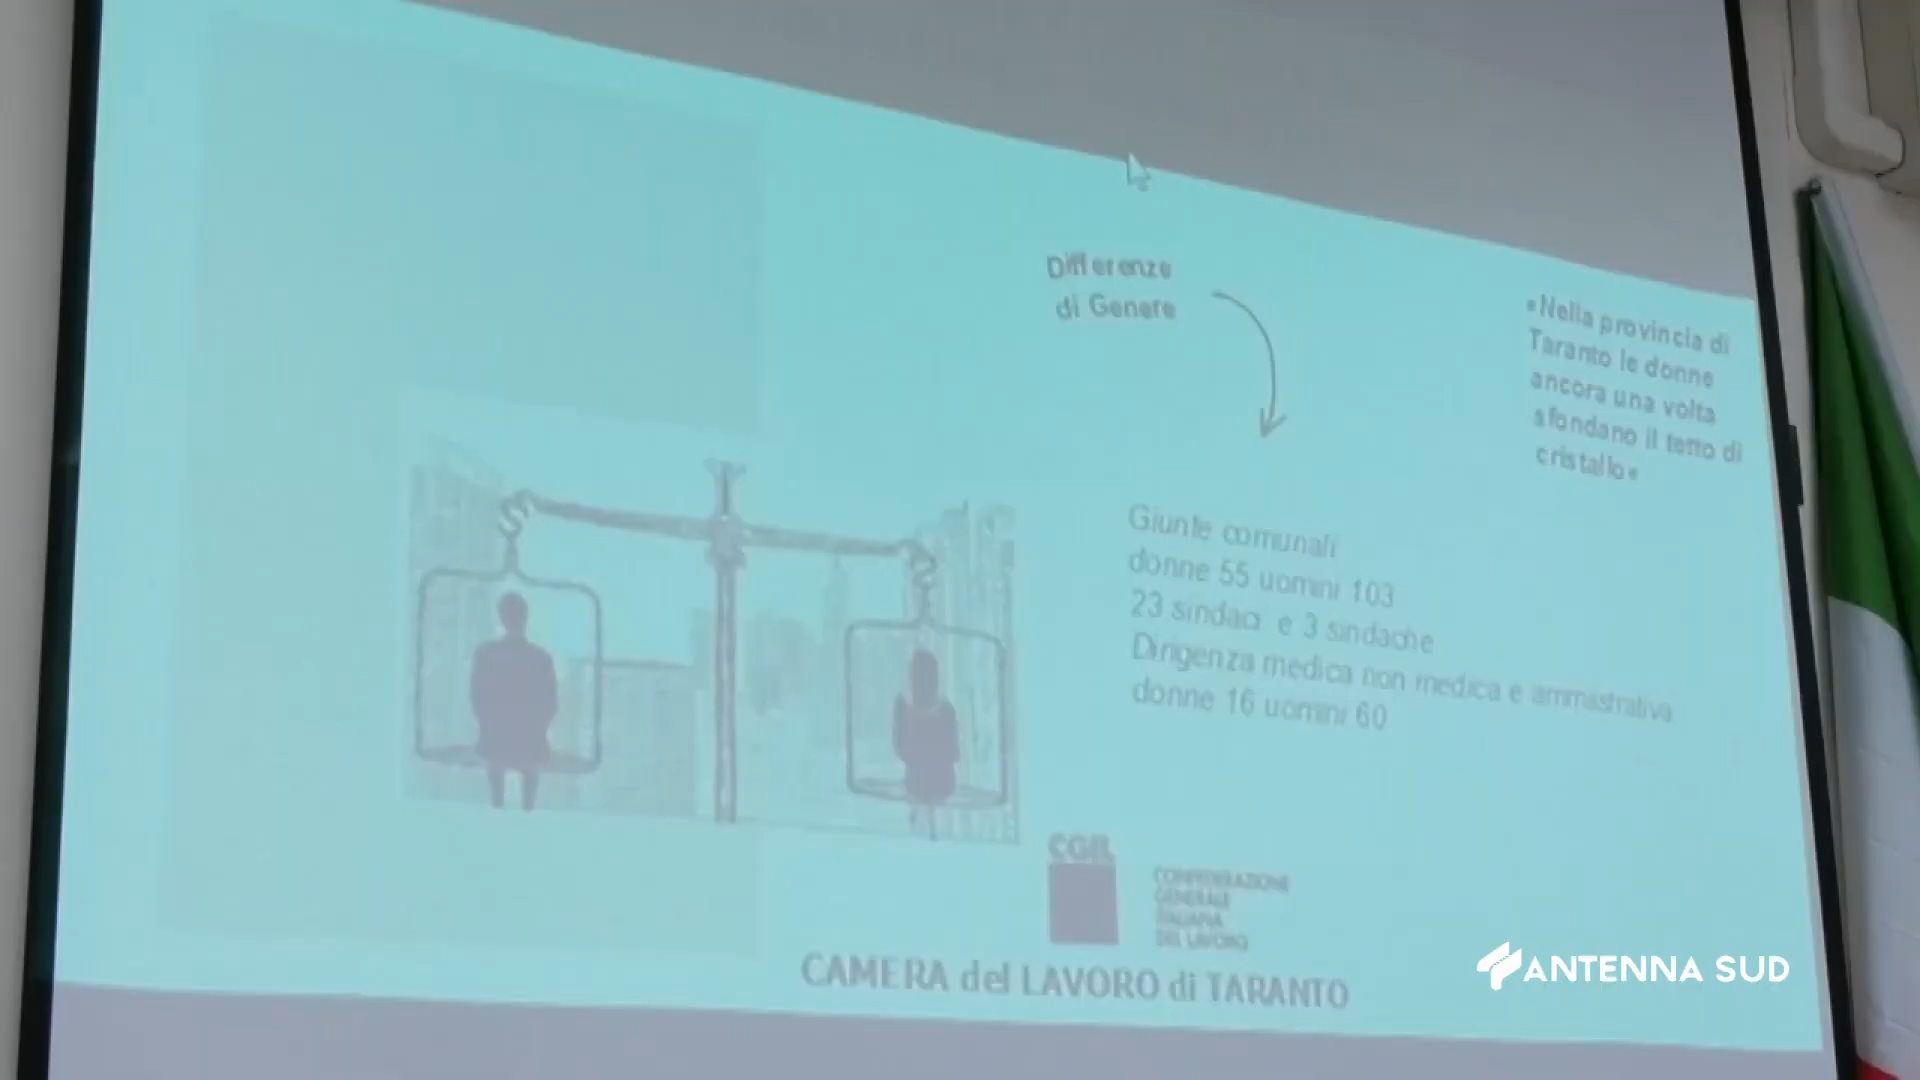 Differenze
di Genere
«Nella provincia di
Taranto le donne
ancora una volta
sfondano il tetto di
cristallo«
Giunte comunali
donne 55 uomini 103
23 sindaci e 3 sindache
Dirigenza medica non medica e ammistrativa
donne 16 uomini 60
CGIL
CONFEDERAZIONE
GENERALE
ITALIANA
DEL LAVORO
CAMERA del LAVORO di TARANTO
ANTENNA SUD